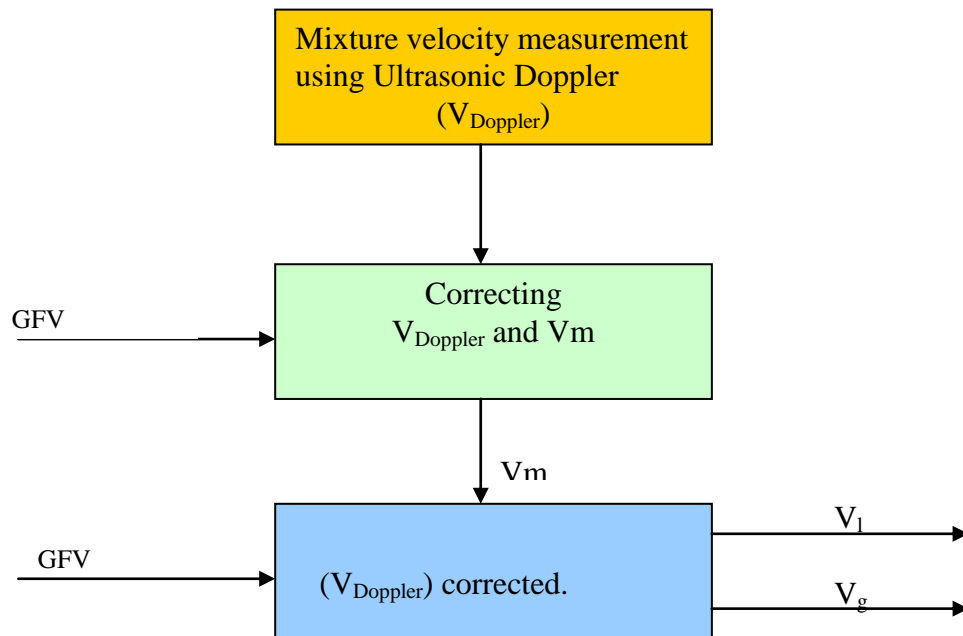 Mixture velocity measurement
using Ultrasonic Doppler
(VDoppler)
Correcting
VDoppler and Vm
GFV
Vm
Vl
GFV
(VDoppler) corrected.
Vg